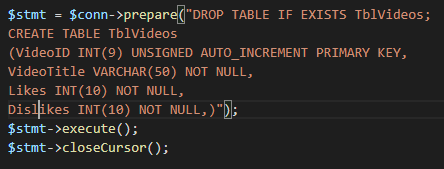 $stmt = $conn->prepare("DROP TABLE IF EXISTS TblVideos;
CREATE TABLE TblVideos
(VideoID INT(9) UNSIGNED AUTO_INCREMENT PRIMARY KEY,
VideoTitle VARCHAR(50) NOT NULL,
Likes INT(10) NOT NULL,
Dislikes INT(10) NOT NULL,)");
$stmt->execute();
$stmt->closeCursor();